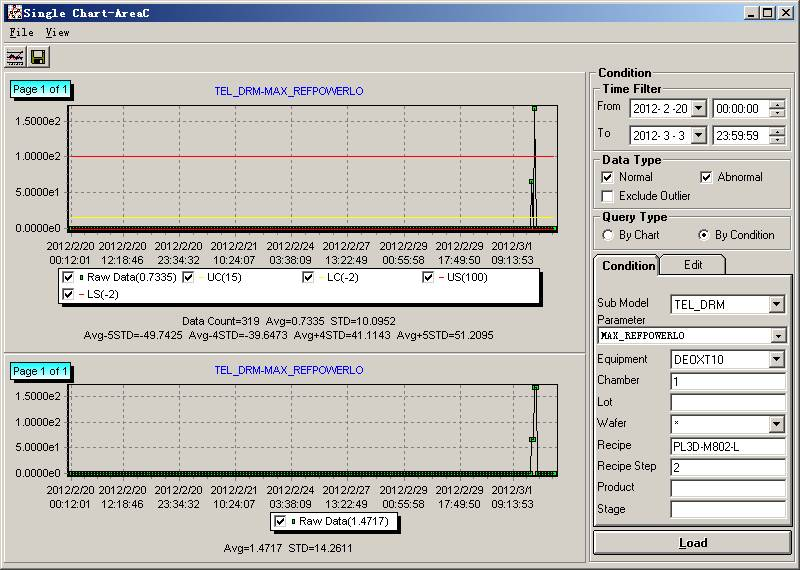 Single Chart-AreaC
File View
Page 1 of 1
TEL_DRM-MAX_REFPOWERLO
1.5000e2
1.0000e2
5.0000e1
0.0000e0
2012/2/20 2012/2/20 2012/2/20 2012/2/21 2012/2/24 2012/2/29 2012/2/29 2012/2/29 2012/3/1
00:12:01 12:18:46 23:34:32 10:24:07 03:38:09 13:22:49 00:55:58 17:49:50 09:13:53
Raw Data(0.7335) UC(15) LC(-2) US(100)
LS(-2)
Data Count=319 Avg=0.7335 STD=10.0952
Avg-5STD=-49.7425 Avg-4STD=-39.6473 Avg+4STD=41.1143 Avg+5STD=51.2095
Page 1 of 1
TEL_DRM-MAX_REFPOWERLO
1.5000e2
1.0000e2
5.0000e1
0.0000e0
2012/2/20 2012/2/20 2012/2/20 2012/2/21 2012/2/24 2012/2/29 2012/2/29 2012/2/29 2012/3/1
00:12:01 12:18:46 23:34:32 10:24:07 03:38:09 13:22:49 00:55:58 17:49:50 09:13:53
Raw Data(1.4717)
Avg=1.4717 STD=14.2611
Condition
Time Filter
From 2012- 2 -20 00:00:00
To 2012- 3 - 3 23:59:59
Data Type
Normal Abnormal
Exclude Outlier
Query Type
By Chart By Condition
Condition Edit
Sub Model TEL_DRM
Parameter
MAX_REFPOWERLO
Equipment DEOXT10
Chamber 1
Lot
Wafer *
Recipe PL3D-M802-L
Recipe Step 2
Product
Stage
Load